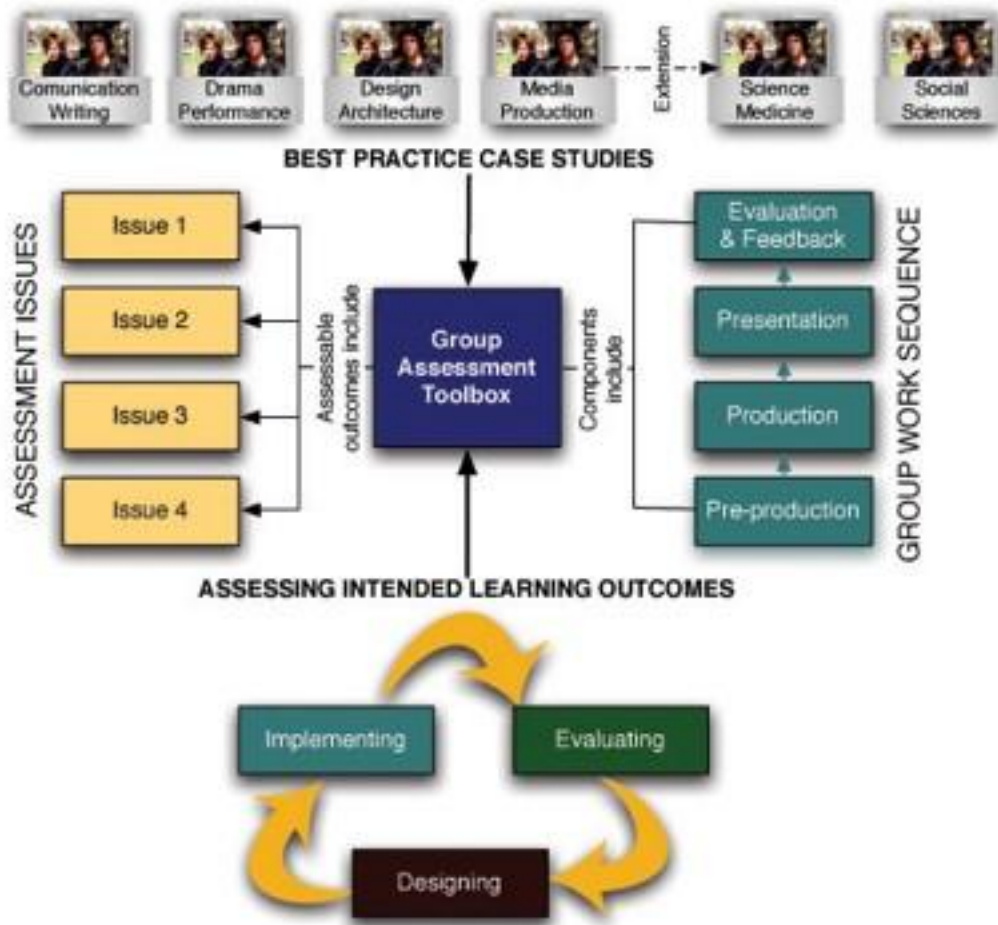 Comunication
Writing
Drama
Performance
Design
Architecture
Media
Production
Extension
Science
Medicine
Social
Sciences
BEST PRACTICE CASE STUDIES
ASSESSMENT ISSUES
Issue 1
Issue 2
Issue 3
Issue 4
Assessable
outcomes include
Group
Assessment
Toolbox
Components
include
Evaluation
& Feedback
Presentation
Production
Pre-production
GROUP WORK SEQUENCE
ASSESSING INTENDED LEARNING OUTCOMES
Implementing
Evaluating
Designing